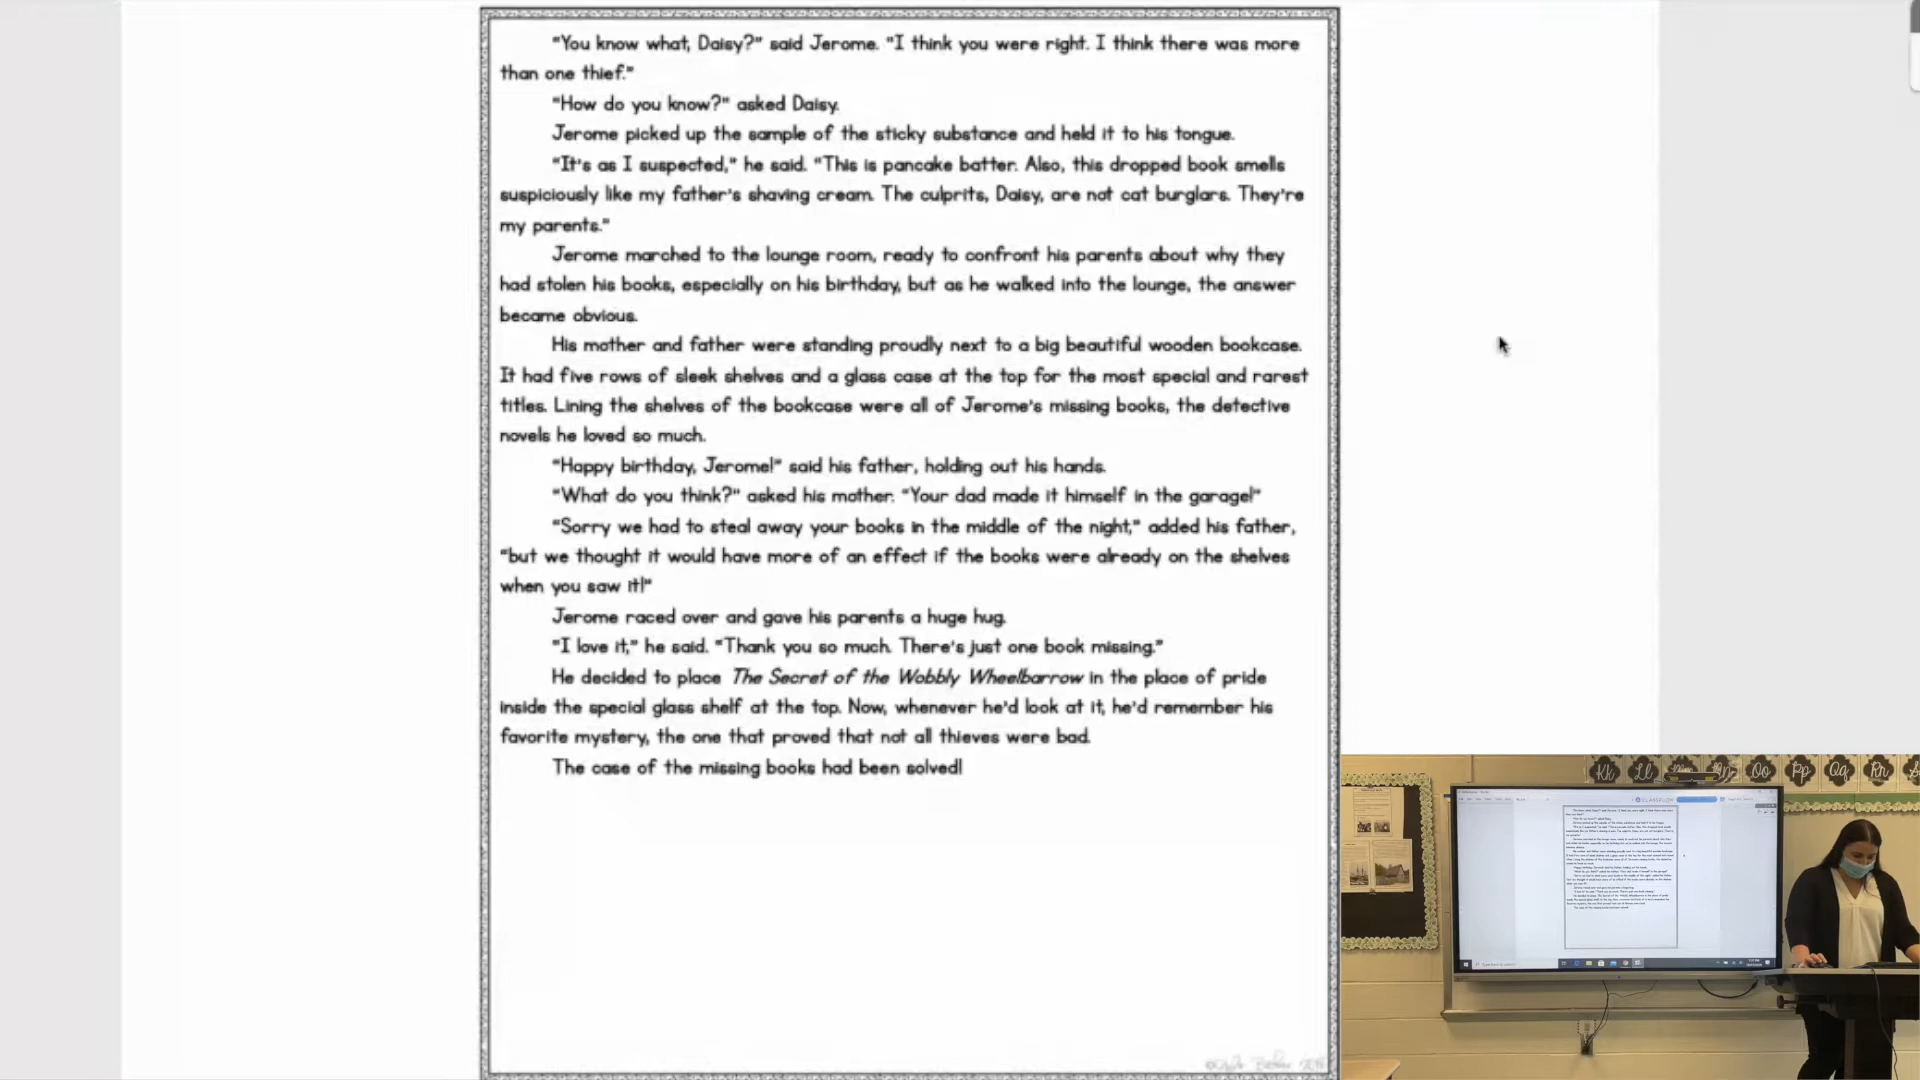 "You know what, Daisy?" said Jerome. "I think you were right. I think there was more
than one thief."
"How do you know?" asked Daisy.
Jerome picked up the sample of the sticky substance and held it to his tongue.
"It's as I suspected," he said. "This is pancake batter. Also, this dropped book smells
suspiciously like my father's shaving cream. The culprits, Daisy, are not cat burglars. They're
my parents."
Jerome marched to the lounge room, ready to confront his parents about why they
had stolen his books, especially on his birthday, but as he walked into the lounge, the answer
became obvious.
His mother and father were standing proudly next to a big beautiful wooden bookcase.
It had five rows of sleek shelves and a glass case at the top for the most special and rarest
titles. Lining the shelves of the bookcase were all of Jerome's missing books, the detective
novels he loved so much.
"Happy birthday, Jerome!" said his father, holding out his hands.
"What do you think?" asked his mother. "Your dad made it himself in the garage!"
"Sorry we had to steal away your books in the middle of the night," added his father,
"but we thought it would have more of an effect if the books were already on the shelves
when you saw it!"
Jerome raced over and gave his parents a huge hug.
"I love it," he said. "Thank you so much. There's just one book missing."
He decided to place The Secret of the Wobbly Wheelbarrow in the place of pride
inside the special glass shelf at the top. Now, whenever he'd look at it, he'd remember his
favorite mystery, the one that proved that not all thieves were bad.
The case of the missing books had been solved!
Kk Ll Mm Nn Oo Pp Qq Rr
CLASSFLOW